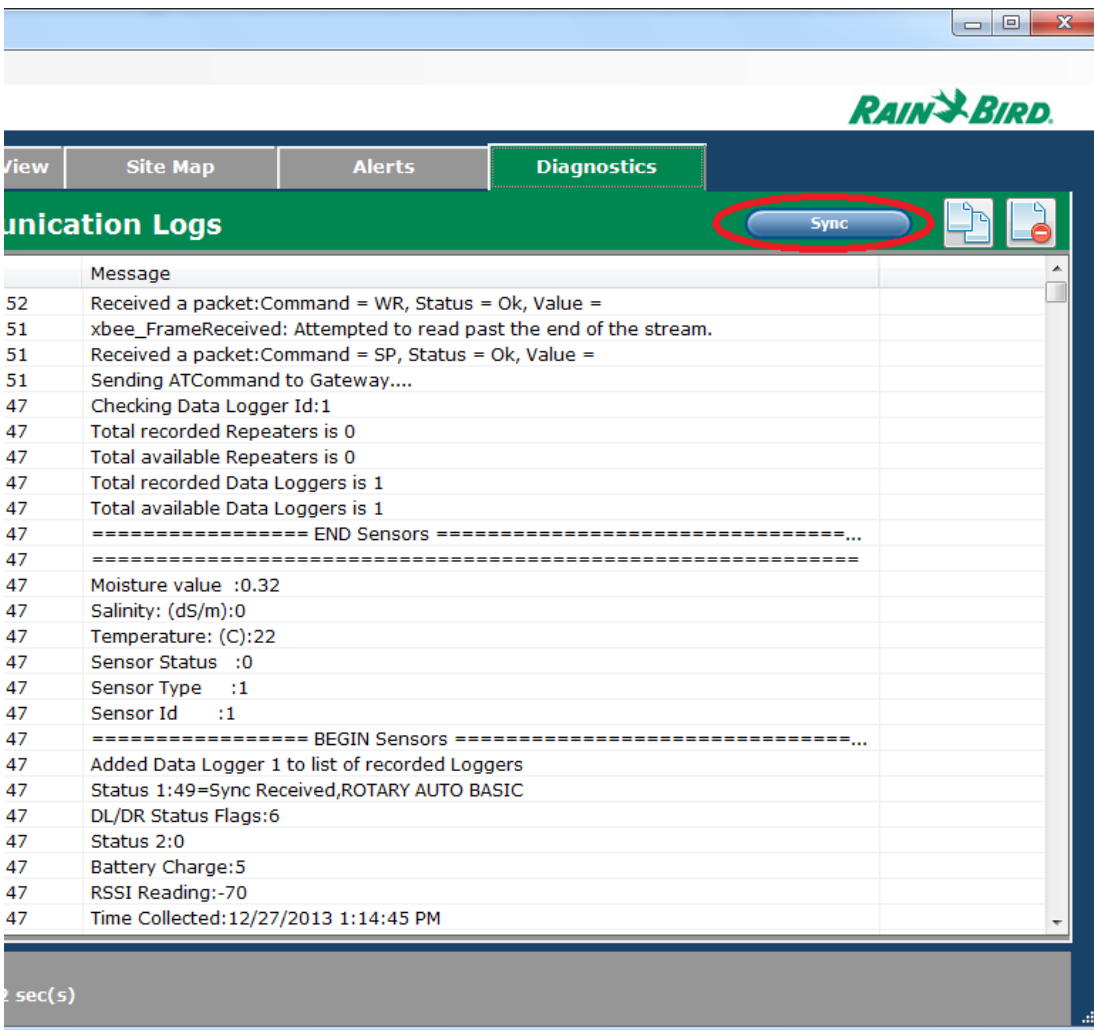 RAIN BIRD.
View Site Map Alerts Diagnostics
unication Logs Sync
Message
52 Received a packet:Command = WR, Status = Ok, Value =
51 xbee_FrameReceived: Attempted to read past the end of the stream.
51 Received a packet:Command = SP, Status = Ok, Value =
51 Sending ATCommand to Gateway....
47 Checking Data Logger Id:1
47 Total recorded Repeaters is 0
47 Total available Repeaters is 0
47 Total recorded Data Loggers is 1
47 Total available Data Loggers is 1
47 ================= END Sensors ================================...
47 ============================================================
47 Moisture value :0.32
47 Salinity: (dS/m):0
47 Temperature: (C):22
47 Sensor Status :0
47 Sensor Type :1
47 Sensor Id :1
47 ================= BEGIN Sensors ===============================...
47 Added Data Logger 1 to list of recorded Loggers
47 Status 1:49=Sync Received,ROTARY AUTO BASIC
47 DL/DR Status Flags:6
47 Status 2:0
47 Battery Charge:5
47 RSSI Reading:-70
47 Time Collected:12/27/2013 1:14:45 PM
2 sec(s)